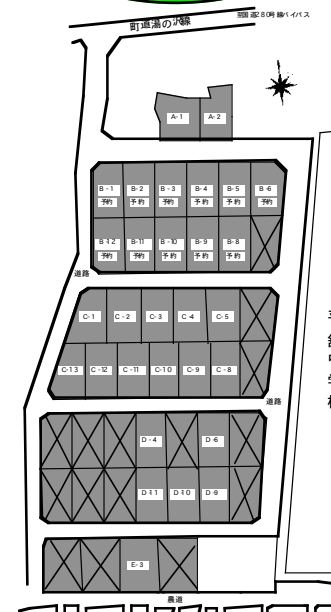 町道湯の沢線
至国道280号線バイパス
A-1
A-2
B-1
予約
B-2
予約
B-3
予約
B-4
予約
B-5
予約
B-6
予約
B-12
予約
B-11
予約
B-10
予約
B-9
予約
B-8
予約
道路
C-1
C-2
C-3
C-4
C-5
C-13
C-12
C-11
C-10
C-9
C-8
道路
D-4
D-6
D-11
D-10
D-9
E-3
農道